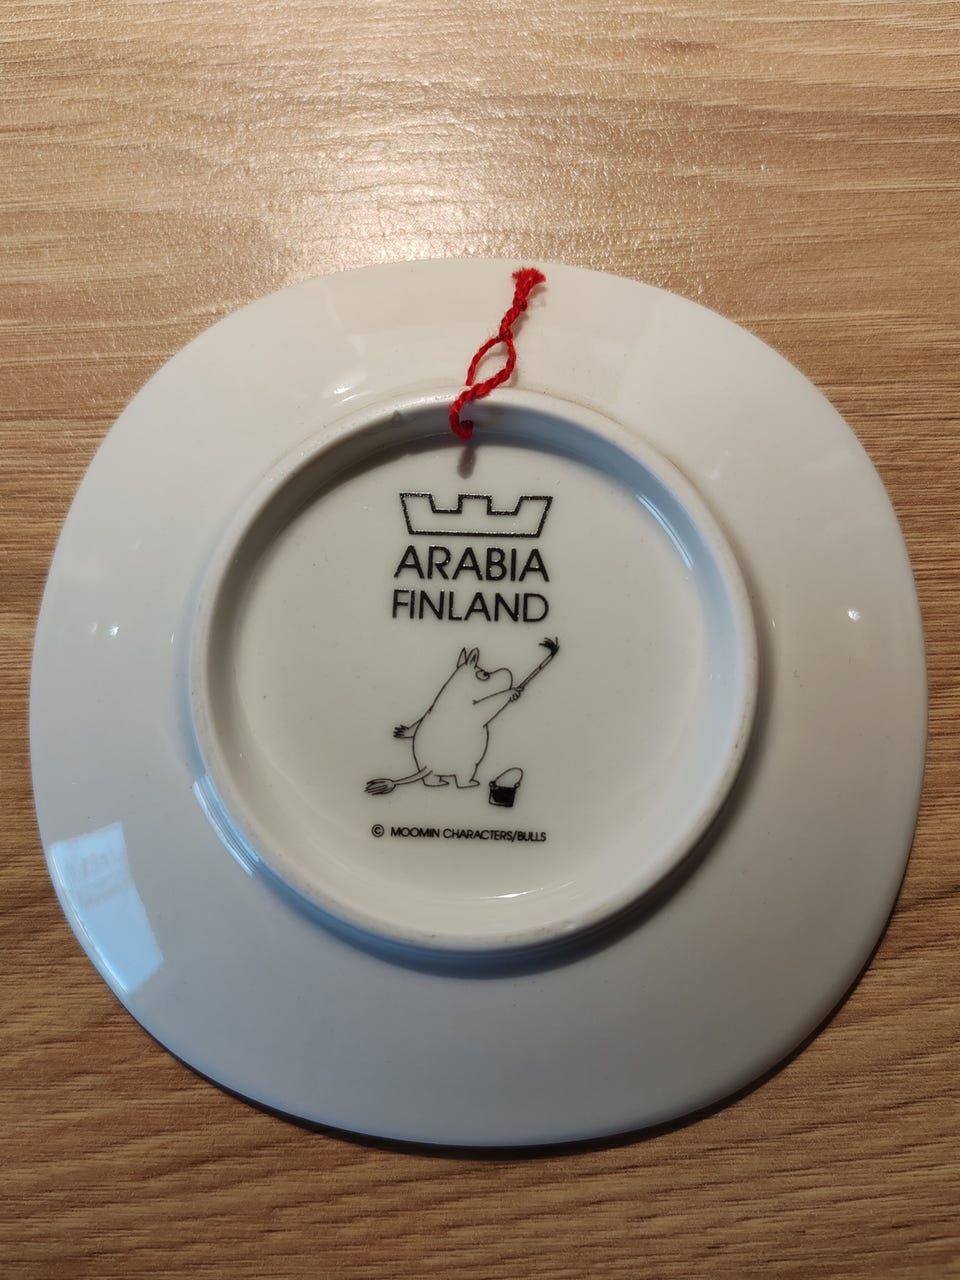 ARABIA
FINLAND
© MOOMIN CHARACTERS/BULLS